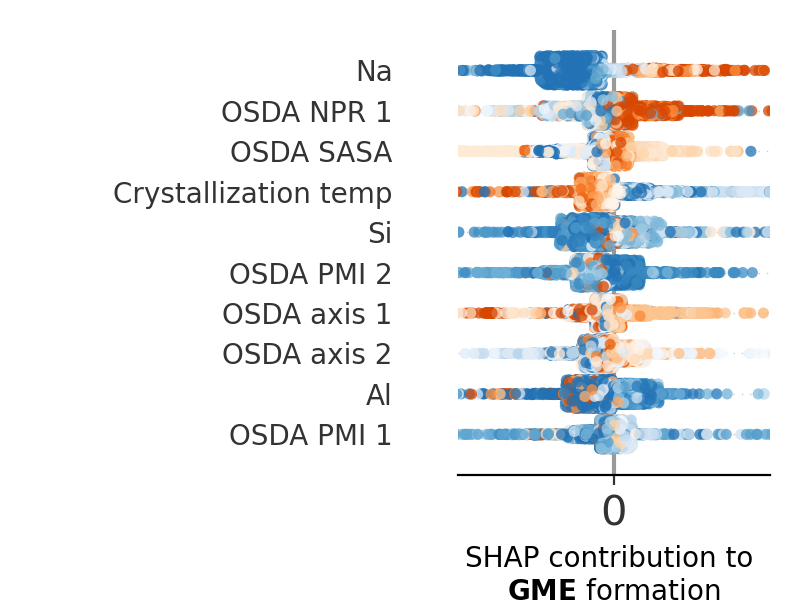 Na
OSDA NPR 1
OSDA SASA
Crystallization temp
Si
OSDA PMI 2
OSDA axis 1
OSDA axis 2
Al
OSDA PMI 1
0
SHAP contribution to
GME formation